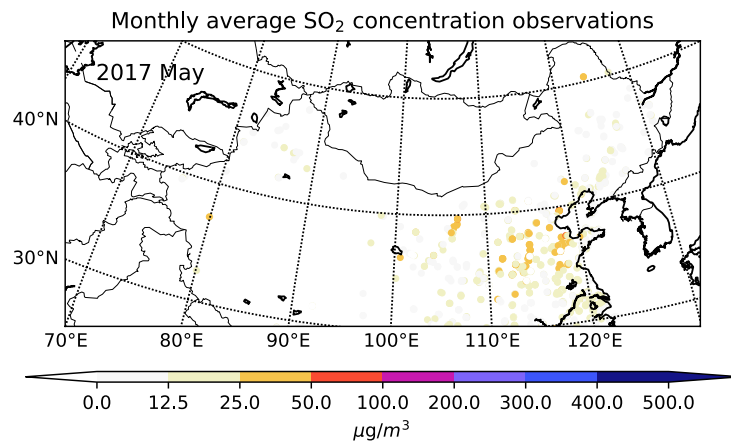 Monthly average SO₂ concentration observations
2017 May
40°N
30°N
70°E 80°E 90°E 100°E 110°E 120°E
0.0 12.5 25.0 50.0 100.0 200.0 300.0 400.0 500.0
μg/m³